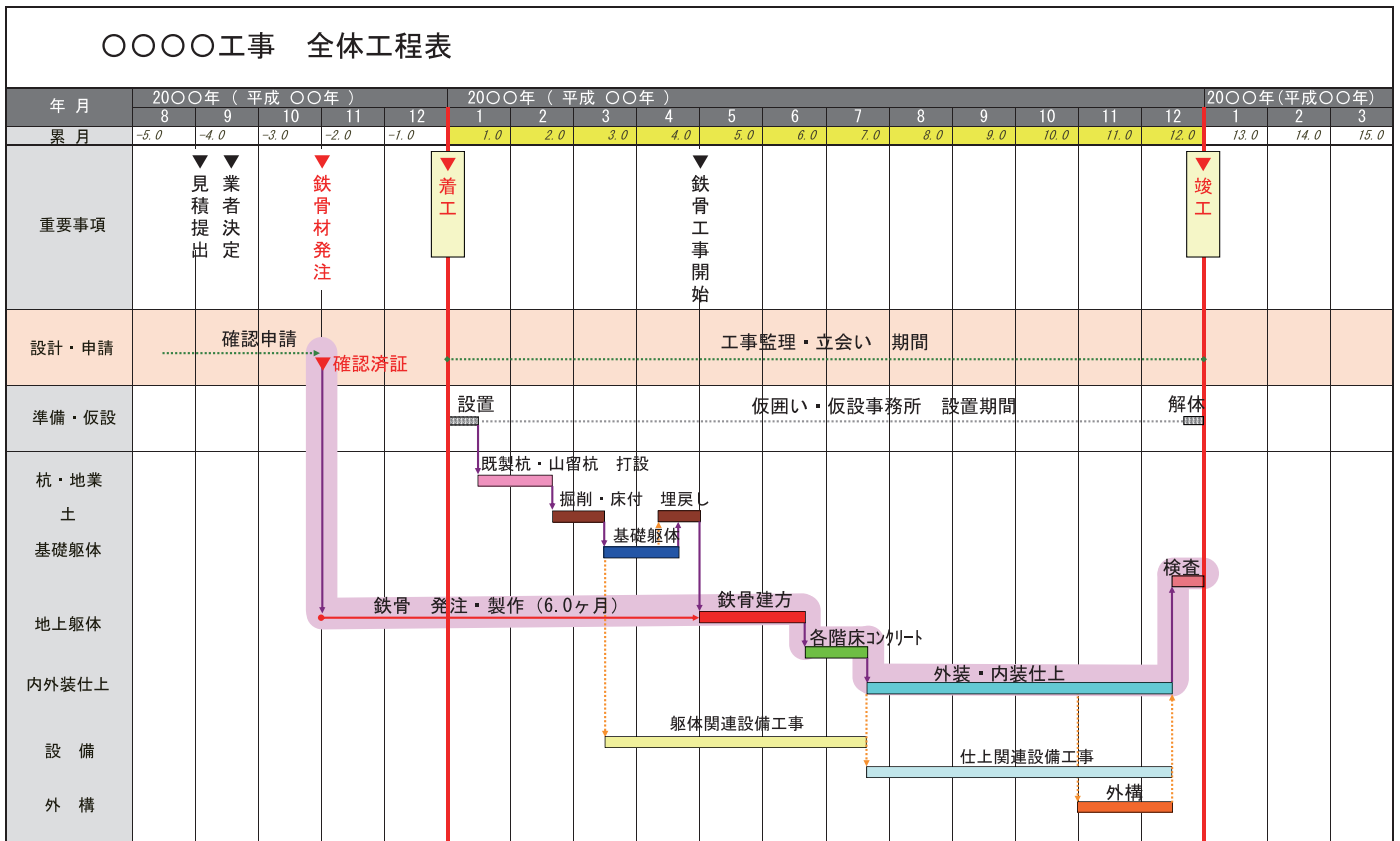 〇〇〇〇工事　全体工程表
年 月
20〇〇年 ( 平成 〇〇年 )
20〇〇年 ( 平成 〇〇年 )
20〇〇年(平成〇〇年)
8 9 10 11 12 1 2 3 4 5 6 7 8 9 10 11 12 1 2 3
累 月
-5.0 -4.0 -3.0 -2.0 -1.0 1.0 2.0 3.0 4.0 5.0 6.0 7.0 8.0 9.0 10.0 11.0 12.0 13.0 14.0 15.0
重要事項
▼見積提出
▼業者決定
▼鉄骨材発注
▼着工
▼鉄骨工事開始
▼竣工
設計・申請
確認申請
▼確認済証
工事監理・立会い　期間
準備・仮設
設置
仮囲い・仮設事務所　設置期間
解体
杭・地業
既製杭・山留杭　打設
土
掘削・床付
埋戻し
基礎躯体
基礎躯体
検査
地上躯体
鉄骨　発注・製作（6.0ヶ月）
鉄骨建方
各階床コンクリート
内外装仕上
外装・内装仕上
設　備
躯体関連設備工事
仕上関連設備工事
外　構
外構